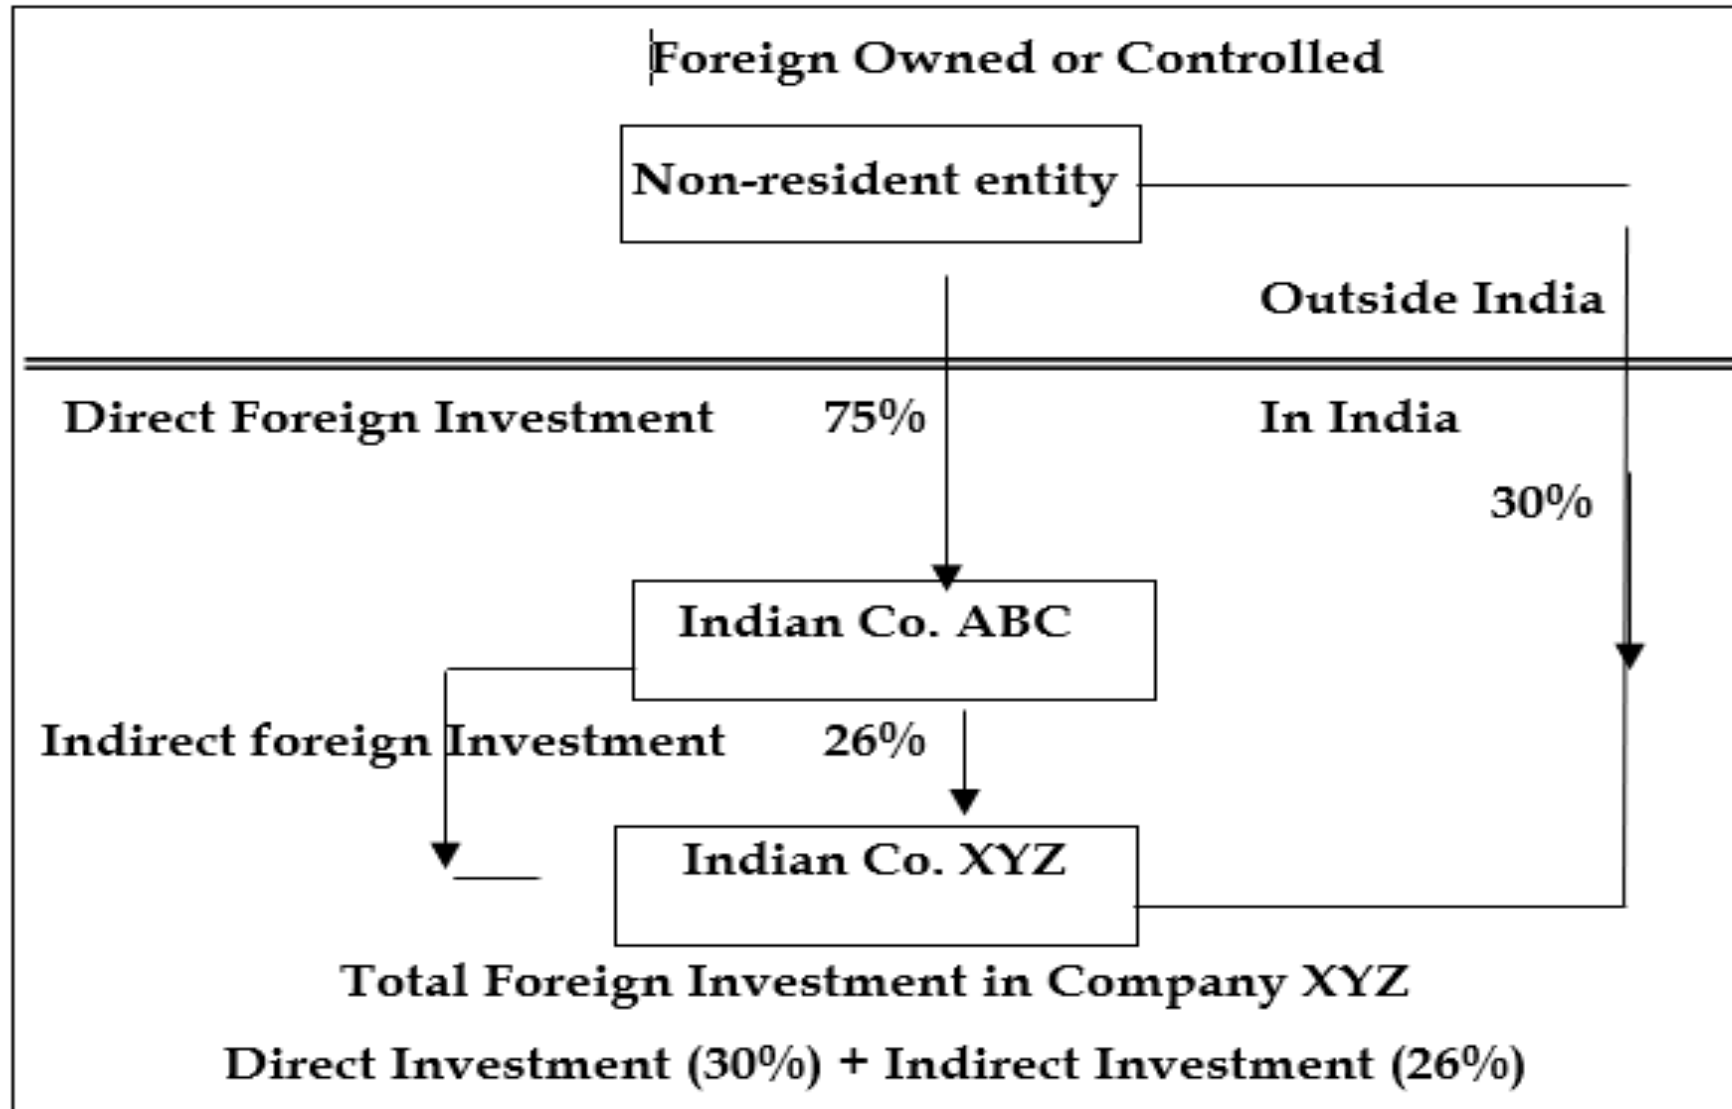 Foreign Owned or Controlled
Non-resident entity
Outside India
Direct Foreign Investment 75% In India
30%
Indian Co. ABC
Indirect foreign Investment 26%
Indian Co. XYZ
Total Foreign Investment in Company XYZ
Direct Investment (30%) + Indirect Investment (26%)